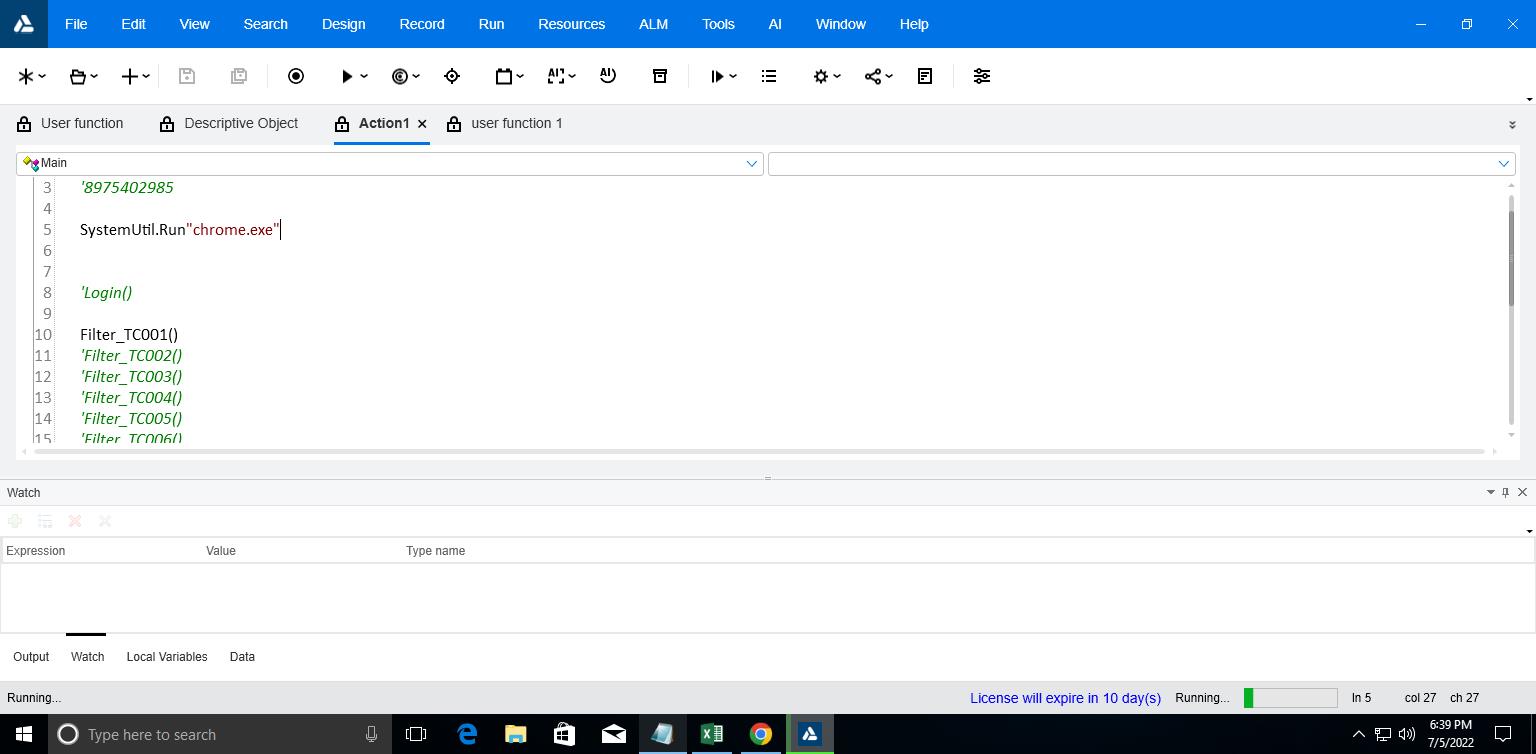 File Edit View Search Design Record Run Resources ALM Tools AI Window Help
User function Descriptive Object Action1 user function 1
Main
3 '8975402985
4
5 SystemUtil.Run"chrome.exe"
6
7
8 'Login()
9
10 Filter_TC001()
11 'Filter_TC002()
12 'Filter_TC003()
13 'Filter_TC004()
14 'Filter_TC005()
15 'Filter_TC006()
Watch
Expression Value Type name
Output Watch Local Variables Data
Running... License will expire in 10 day(s) Running... ln 5 col 27 ch 27
Type here to search
6:39 PM
7/5/2022